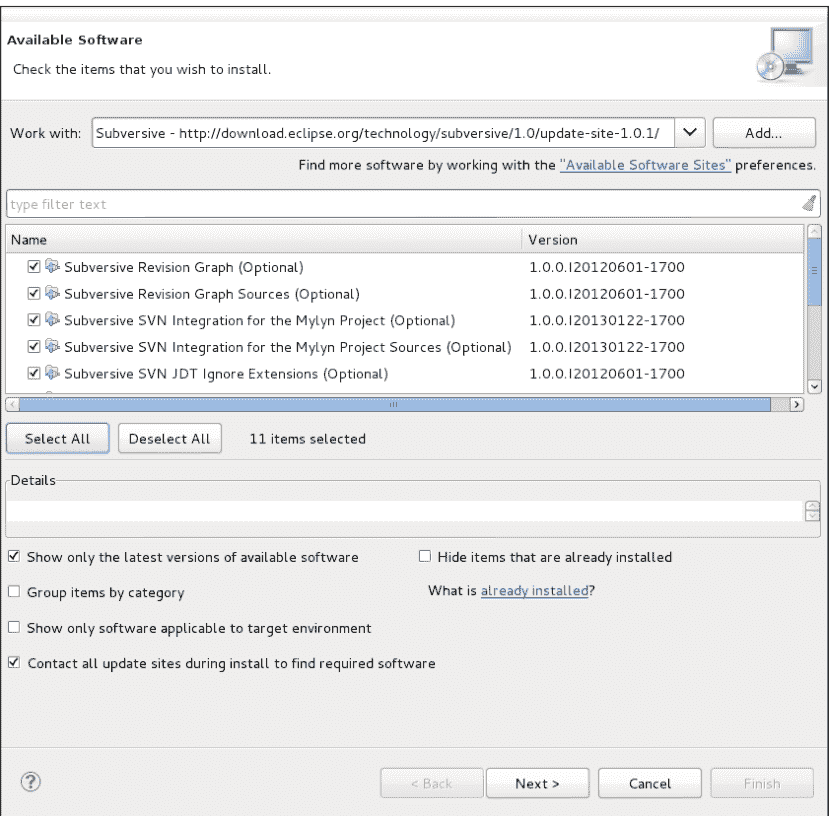 Available Software
Check the items that you wish to install.
Work with: Subversive - http://download.eclipse.org/technology/subversive/1.0/update-site-1.0.1/ Add...
Find more software by working with the "Available Software Sites" preferences.
type filter text
Name Version
Subversive Revision Graph (Optional) 1.0.0.I20120601-1700
Subversive Revision Graph Sources (Optional) 1.0.0.I20120601-1700
Subversive SVN Integration for the Mylyn Project (Optional) 1.0.0.I20130122-1700
Subversive SVN Integration for the Mylyn Project Sources (Optional) 1.0.0.I20130122-1700
Subversive SVN JDT Ignore Extensions (Optional) 1.0.0.I20120601-1700
Select All Deselect All 11 items selected
Details
Show only the latest versions of available software Hide items that are already installed
Group items by category What is already installed?
Show only software applicable to target environment
Contact all update sites during install to find required software
? < Back Next > Cancel Finish